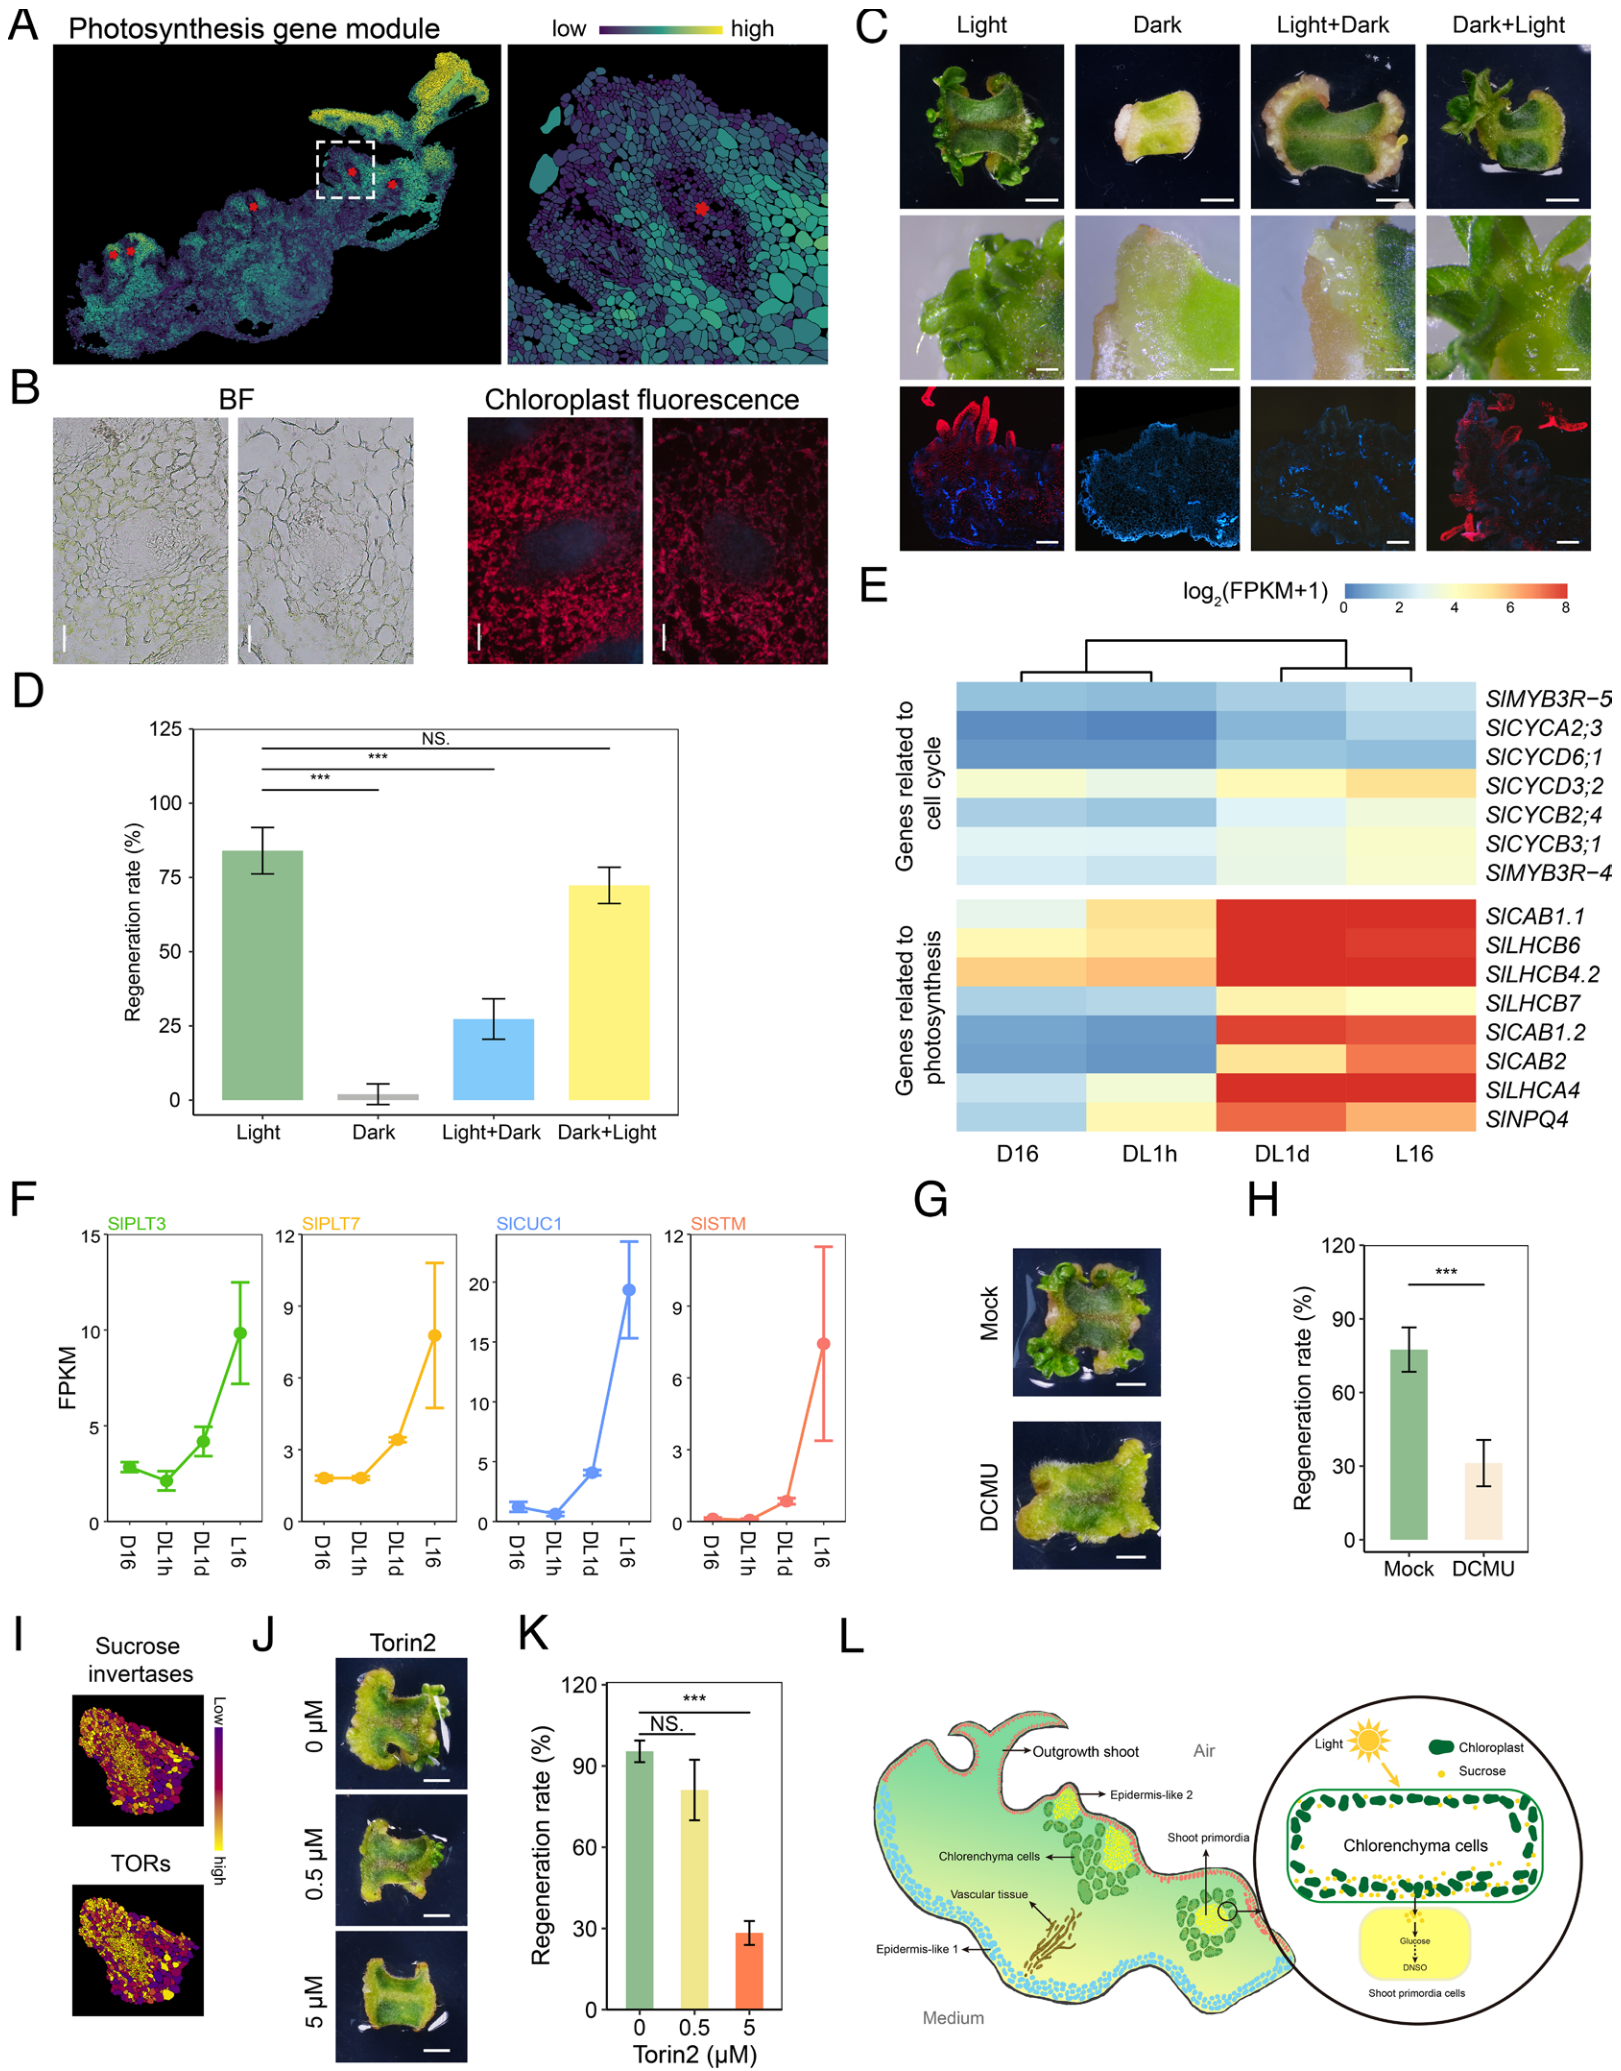 A
Photosynthesis gene module
low
high
B
BF
Chloroplast fluorescence
C
Light
Dark
Light+Dark
Dark+Light
D
Regeneration rate (%)
125
100
75
50
25
0
NS.
***
***
Light
Dark
Light+Dark
Dark+Light
E
log2(FPKM+1)
0
2
4
6
8
Genes related to
cell cycle
SlMYB3R−5
SlCYCA2;3
SlCYCD6;1
SlCYCD3;2
SlCYCB2;4
SlCYCB3;1
SlMYB3R−4
Genes related to
photosynthesis
SlCAB1.1
SlLHCB6
SlLHCB4.2
SlLHCB7
SlCAB1.2
SlCAB2
SlLHCA4
SlNPQ4
D16
DL1h
DL1d
L16
F
FPKM
SlPLT3
15
10
5
0
D16
DL1h
DL1d
L16
SlPLT7
12
9
6
3
0
D16
DL1h
DL1d
L16
SlCUC1
20
15
10
5
0
D16
DL1h
DL1d
L16
SlSTM
12
9
6
3
0
D16
DL1h
DL1d
L16
G
Mock
DCMU
H
Regeneration rate (%)
120
90
60
30
0
***
Mock
DCMU
I
Sucrose
invertases
TORs
Low
high
J
Torin2
0 μM
0.5 μM
5 μM
K
Regeneration rate (%)
120
90
60
30
0
***
NS.
0
0.5
5
Torin2 (μM)
L
Outgrowth shoot
Air
Epidermis-like 2
Shoot primordia
Chlorenchyma cells
Vascular tissue
Epidermis-like 1
Medium
Light
Chloroplast
Sucrose
Chlorenchyma cells
Glucose
DNSO
Shoot primordia cells